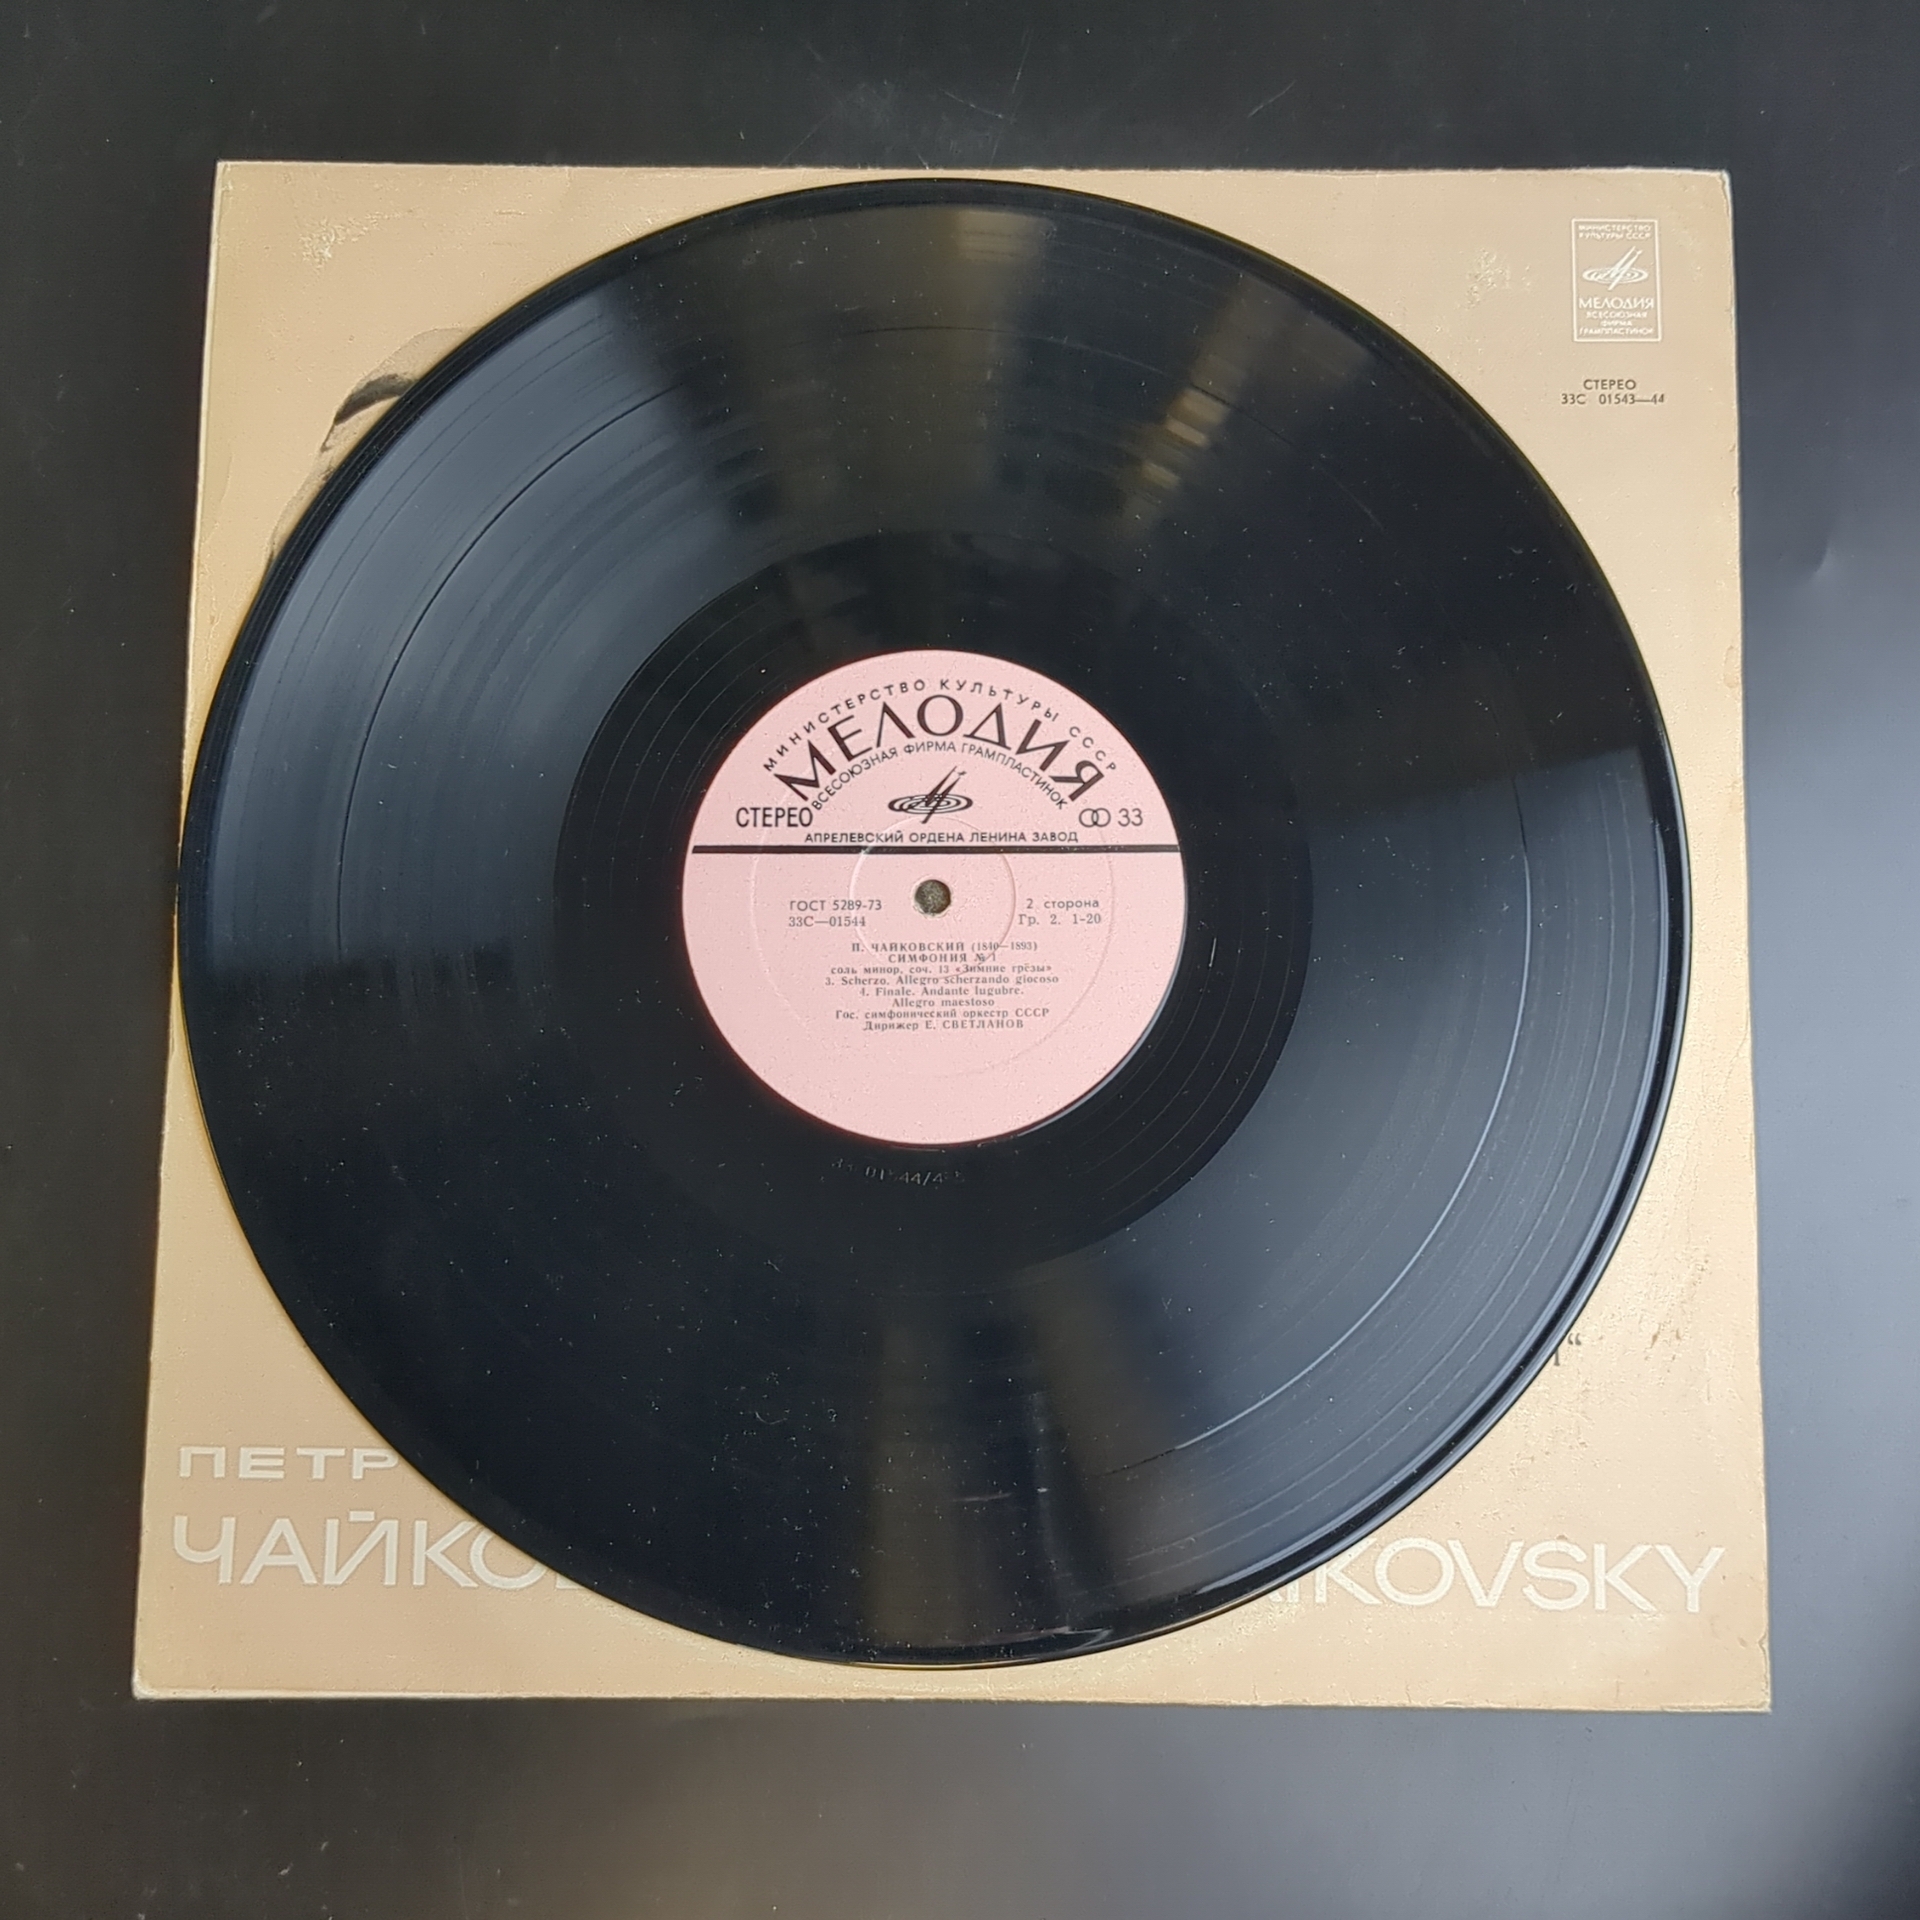 МИНИСТЕРСТВО
КУЛЬТУРЫ СССР
МЕЛОДИЯ
ВСЕСОЮЗНАЯ
ФИРМА
ГРАМПЛАСТИНОК
СТЕРЕО
33С 01543—44
МИНИСТЕРСТВО КУЛЬТУРЫ СССР
МЕЛОДИЯ
ВСЕСОЮЗНАЯ ФИРМА ГРАМПЛАСТИНОК
СТЕРЕО 33
АПРЕЛЕВСКИЙ ОРДЕНА ЛЕНИНА ЗАВОД
ГОСТ 5289-73 2 сторона
33С—01544 Гр. 2. 1-20
П. ЧАЙКОВСКИЙ (1840—1893)
СИМФОНИЯ № 1
соль минор, соч. 13 «Зимние грёзы»
3. Scherzo. Allegro scherzando giocoso
4. Finale. Andante lugubre.
Allegro maestoso
Гос. симфонический оркестр СССР
Дирижер Е. СВЕТЛАНОВ
ПЕТР